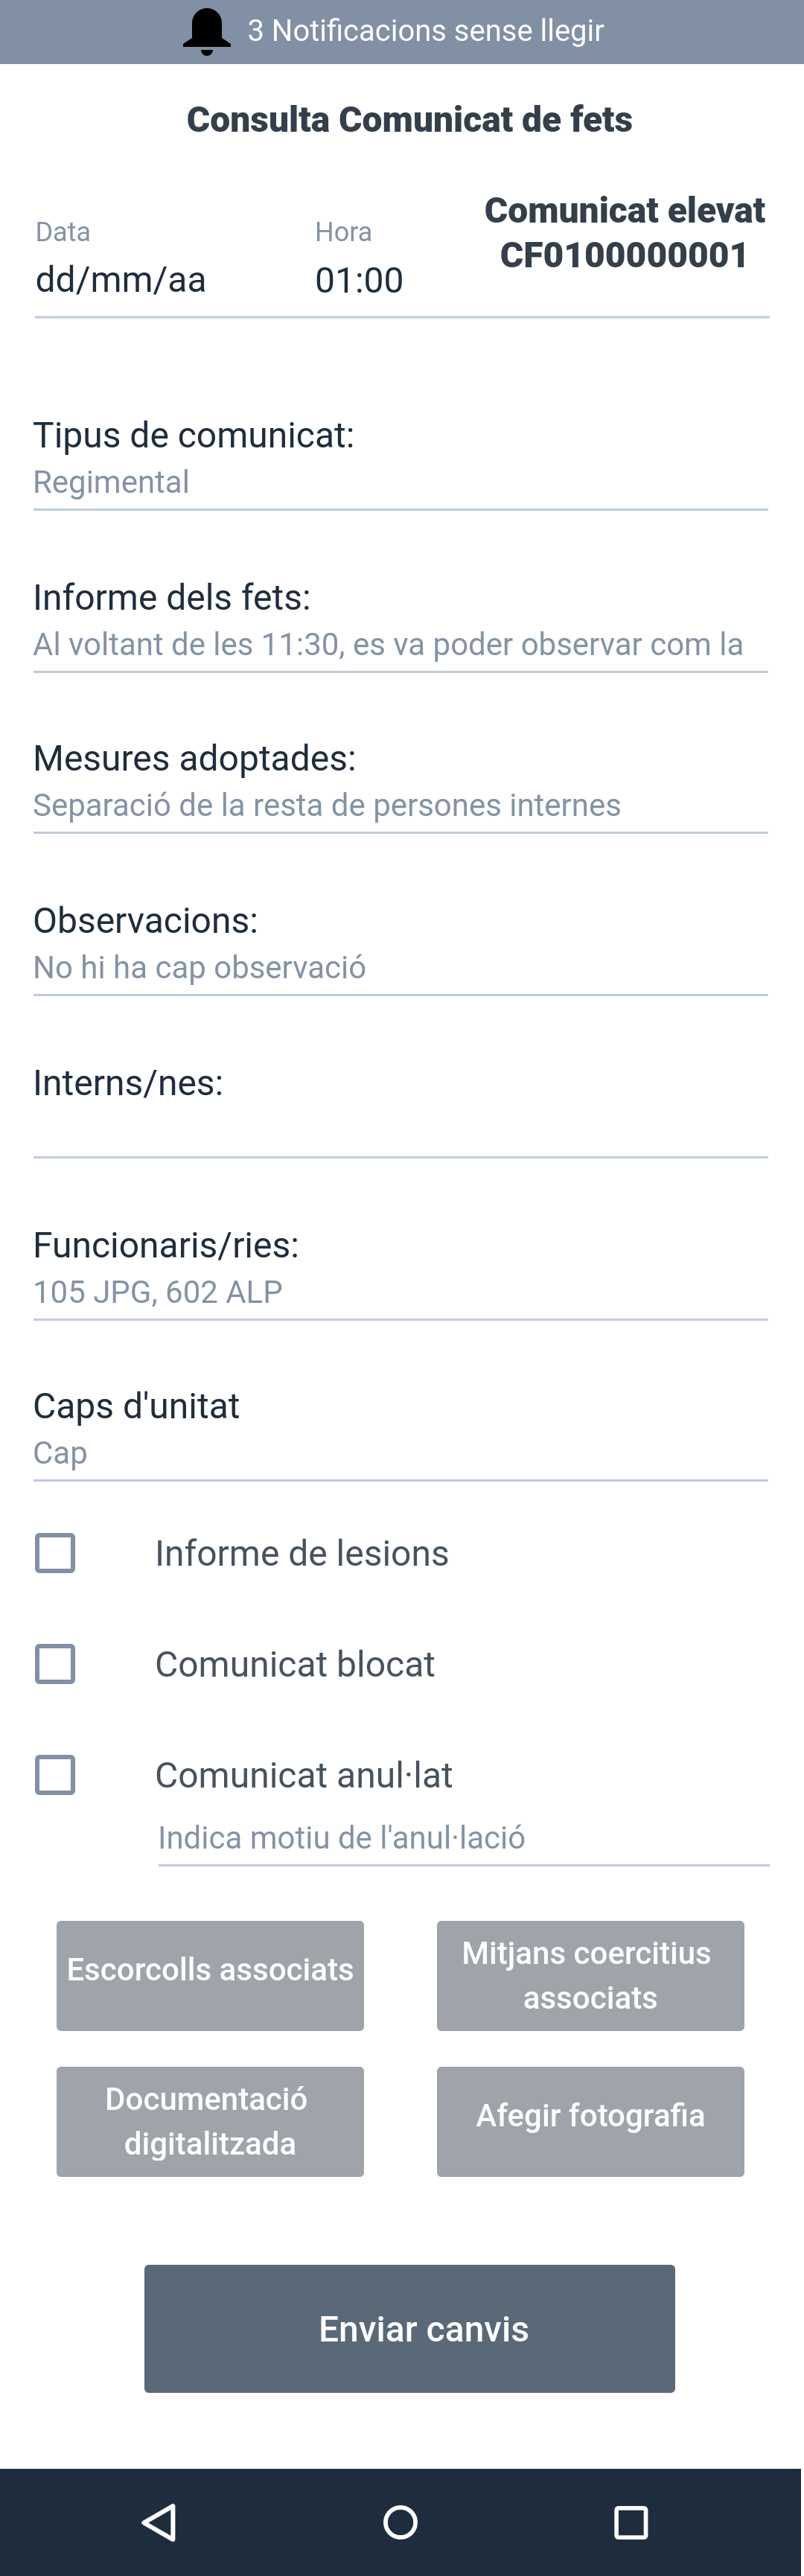 3 Notificacions sense llegir
Consulta Comunicat de fets
Comunicat elevat
CF0100000001
Data
Hora
dd/mm/aa
01:00
Tipus de comunicat:
Regimental
Informe dels fets:
Al voltant de les 11:30, es va poder observar com la
Mesures adoptades:
Separació de la resta de persones internes
Observacions:
No hi ha cap observació
Interns/nes:
Funcionaris/ries:
105 JPG, 602 ALP
Caps d'unitat
Cap
Informe de lesions
Comunicat blocat
Comunicat anul·lat
Indica motiu de l'anul·lació
Escorcolls associats
Mitjans coercitius
associats
Documentació
digitalitzada
Afegir fotografia
Enviar canvis